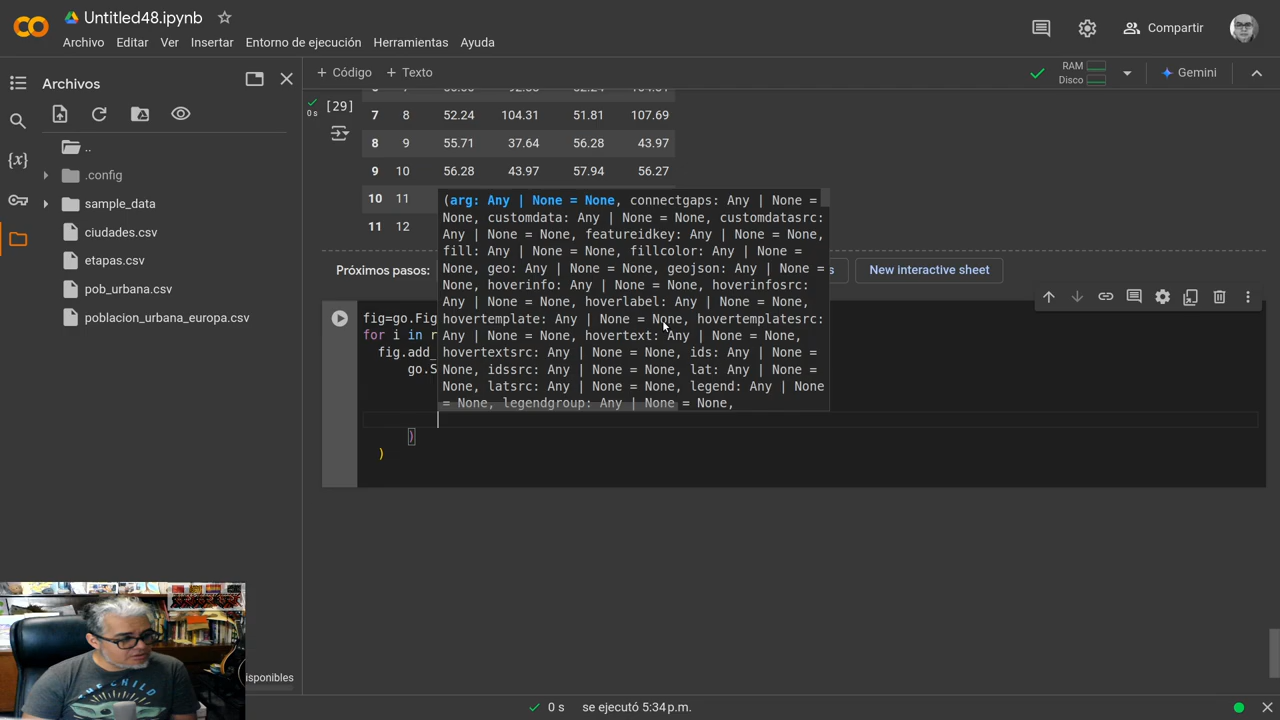 Untitled48.ipynb
Archivo Editar Ver Insertar Entorno de ejecución Herramientas Ayuda
Compartir
Archivos
+ Código + Texto
RAM
Disco
Gemini
..
.config
sample_data
ciudades.csv
etapas.csv
pob_urbana.csv
poblacion_urbana_europa.csv
[29]
0 s
7 8 52.24 104.31 51.81 107.69
8 9 55.71 37.64 56.28 43.97
9 10 56.28 43.97 57.94 56.27
10 11
11 12
Próximos pasos:
New interactive sheet
(arg: Any | None = None, connectgaps: Any | None =
None, customdata: Any | None = None, customdatasrc:
Any | None = None, featureidkey: Any | None = None,
fill: Any | None = None, fillcolor: Any | None =
None, geo: Any | None = None, geojson: Any | None =
None, hoverinfo: Any | None = None, hoverinfosrc:
Any | None = None, hoverlabel: Any | None = None,
hovertemplate: Any | None = None, hovertemplatesrc:
Any | None = None, hovertext: Any | None = None,
hovertextsrc: Any | None = None, ids: Any | None =
None, idssrc: Any | None = None, lat: Any | None =
None, latsrc: Any | None = None, legend: Any | None
= None, legendgroup: Any | None = None,
fig=go.Fig
for i in r
fig.add_
go.S
)
)
THE CHILD
isponibles
0 s se ejecutó 5:34 p.m.